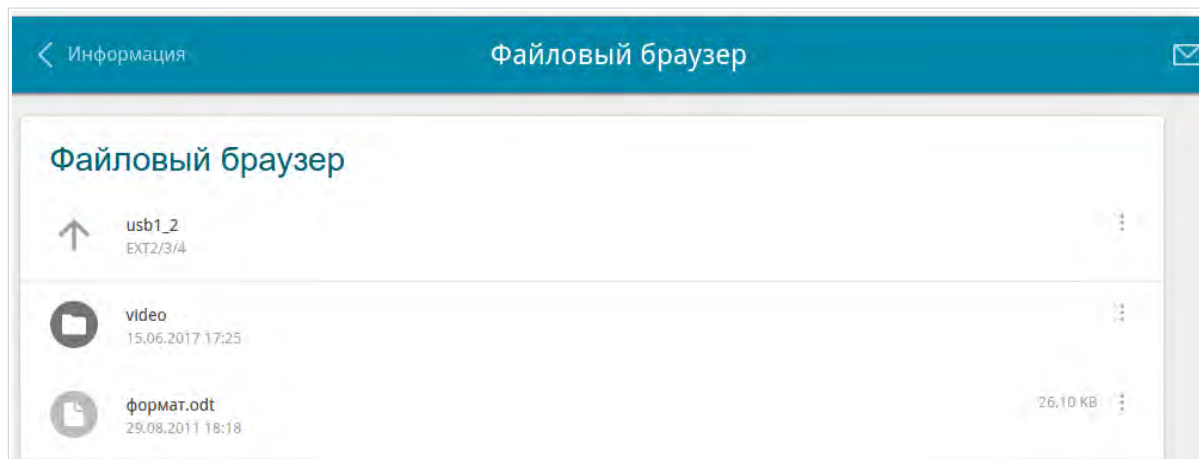 Информация
Файловый браузер
Файловый браузер
usb1_2
EXT2/3/4
video
15.06.2017 17:25
формат.odt
26.10 KB
29.08.2011 18:18